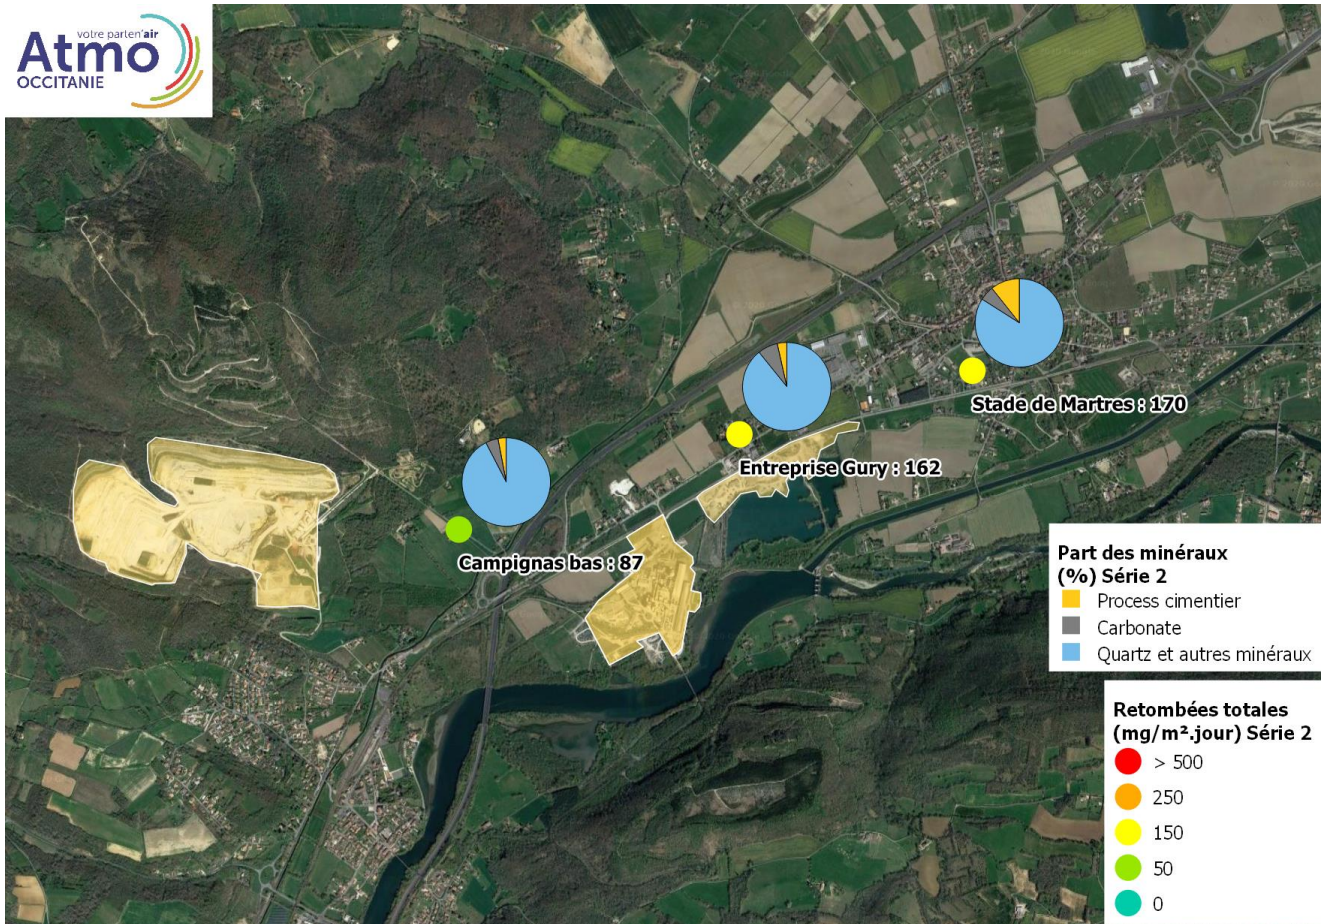 votre parten'air
Atmo
OCCITANIE
Stade de Martres : 170
Entreprise Gury : 162
Campignas bas : 87
Part des minéraux
(%) Série 2
Process cimentier
Carbonate
Quartz et autres minéraux
Retombées totales
(mg/m².jour) Série 2
> 500
250
150
50
0